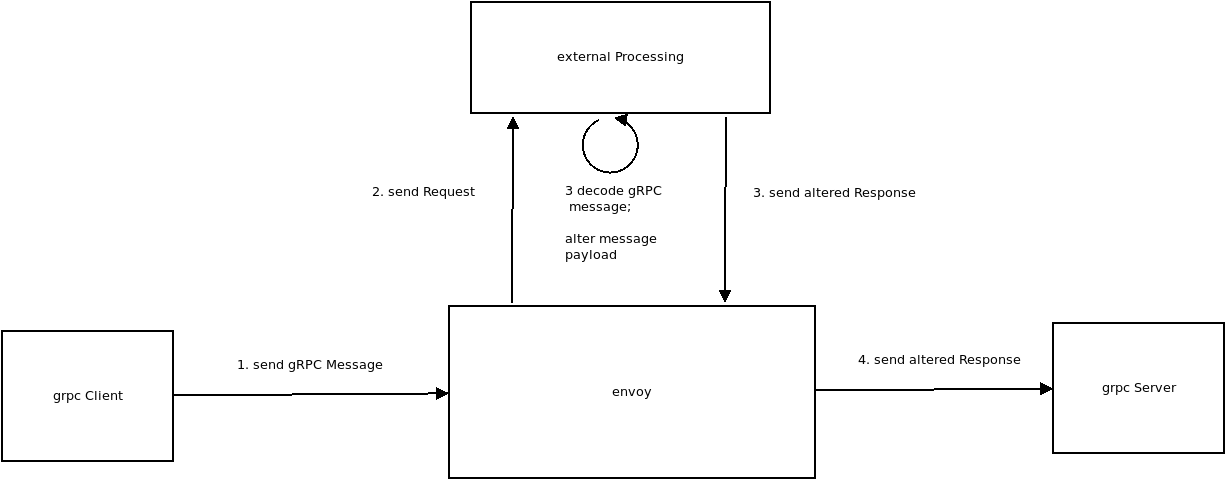 external Processing
2. send Request
3 decode gRPC
message;
alter message
payload
3. send altered Response
1. send gRPC Message
4. send altered Response
grpc Client
envoy
grpc Server